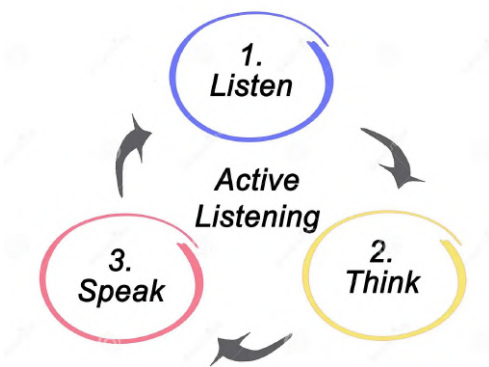 1.
Listen
Active
Listening
3.
Speak
2.
Think